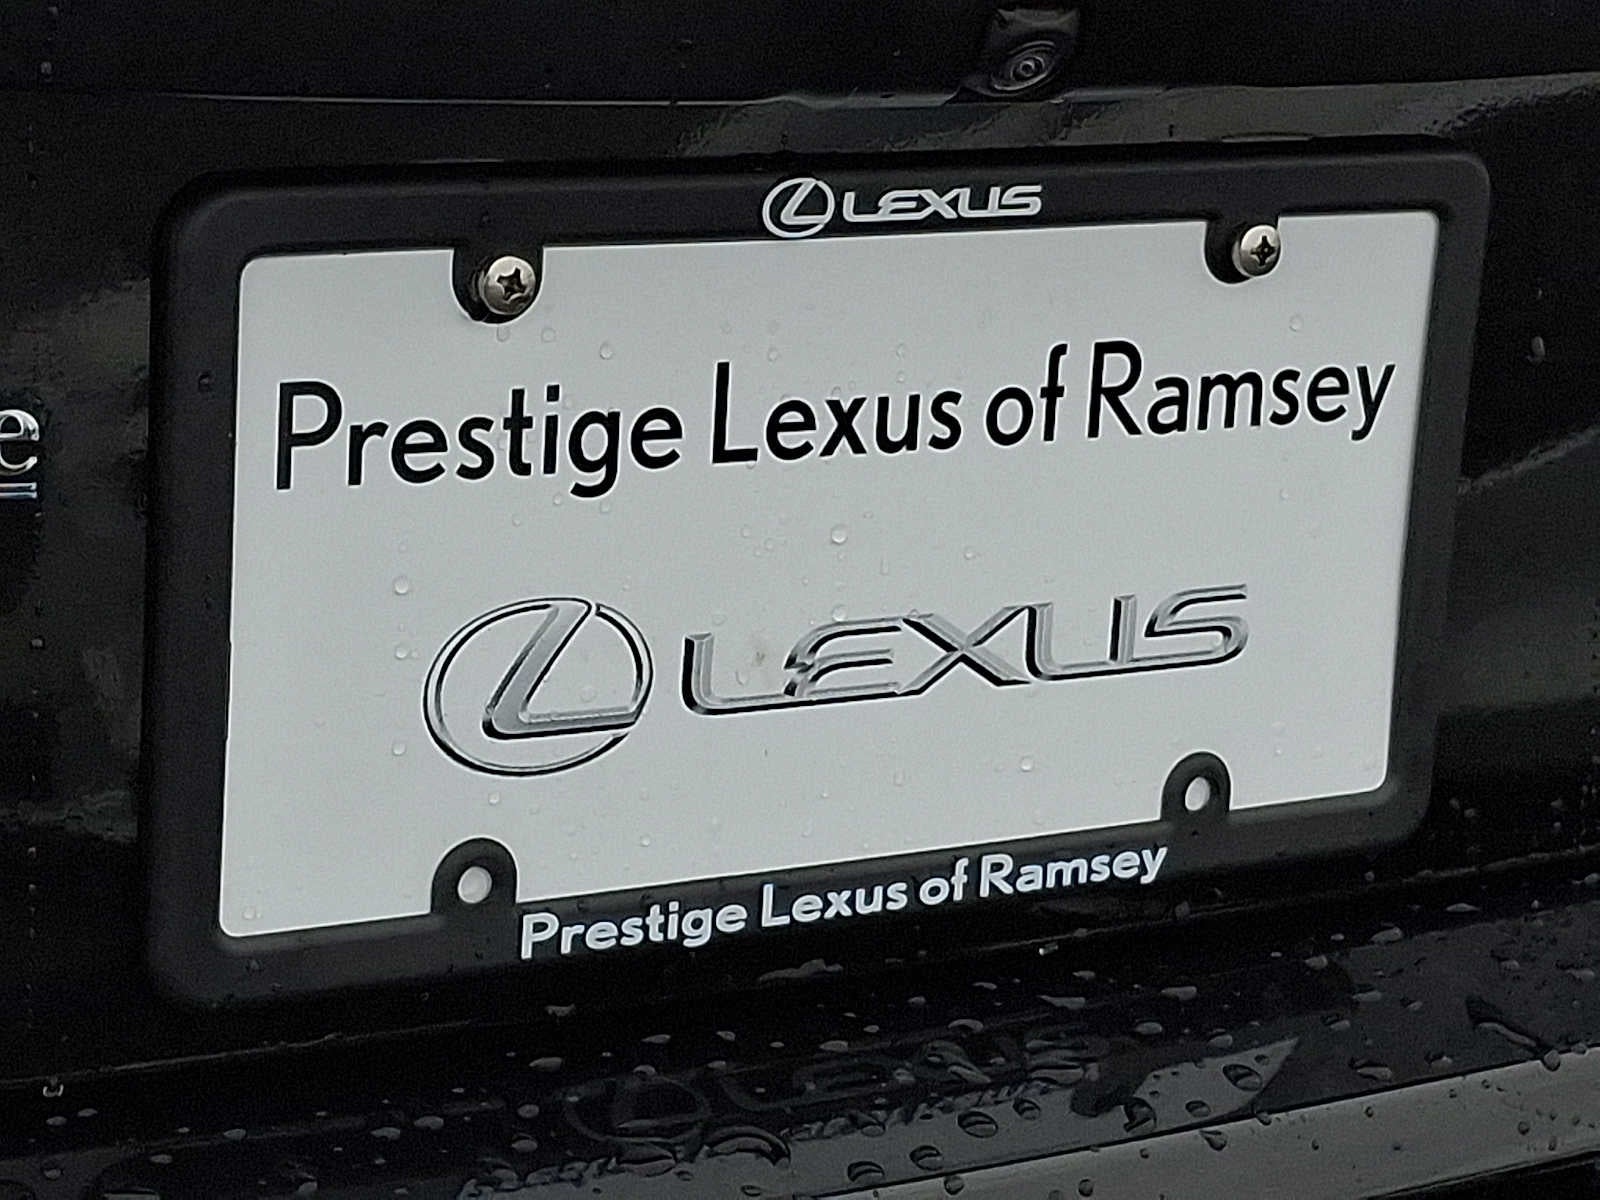 LEXUS
Prestige Lexus of Ramsey
LEXUS
Prestige Lexus of Ramsey
e